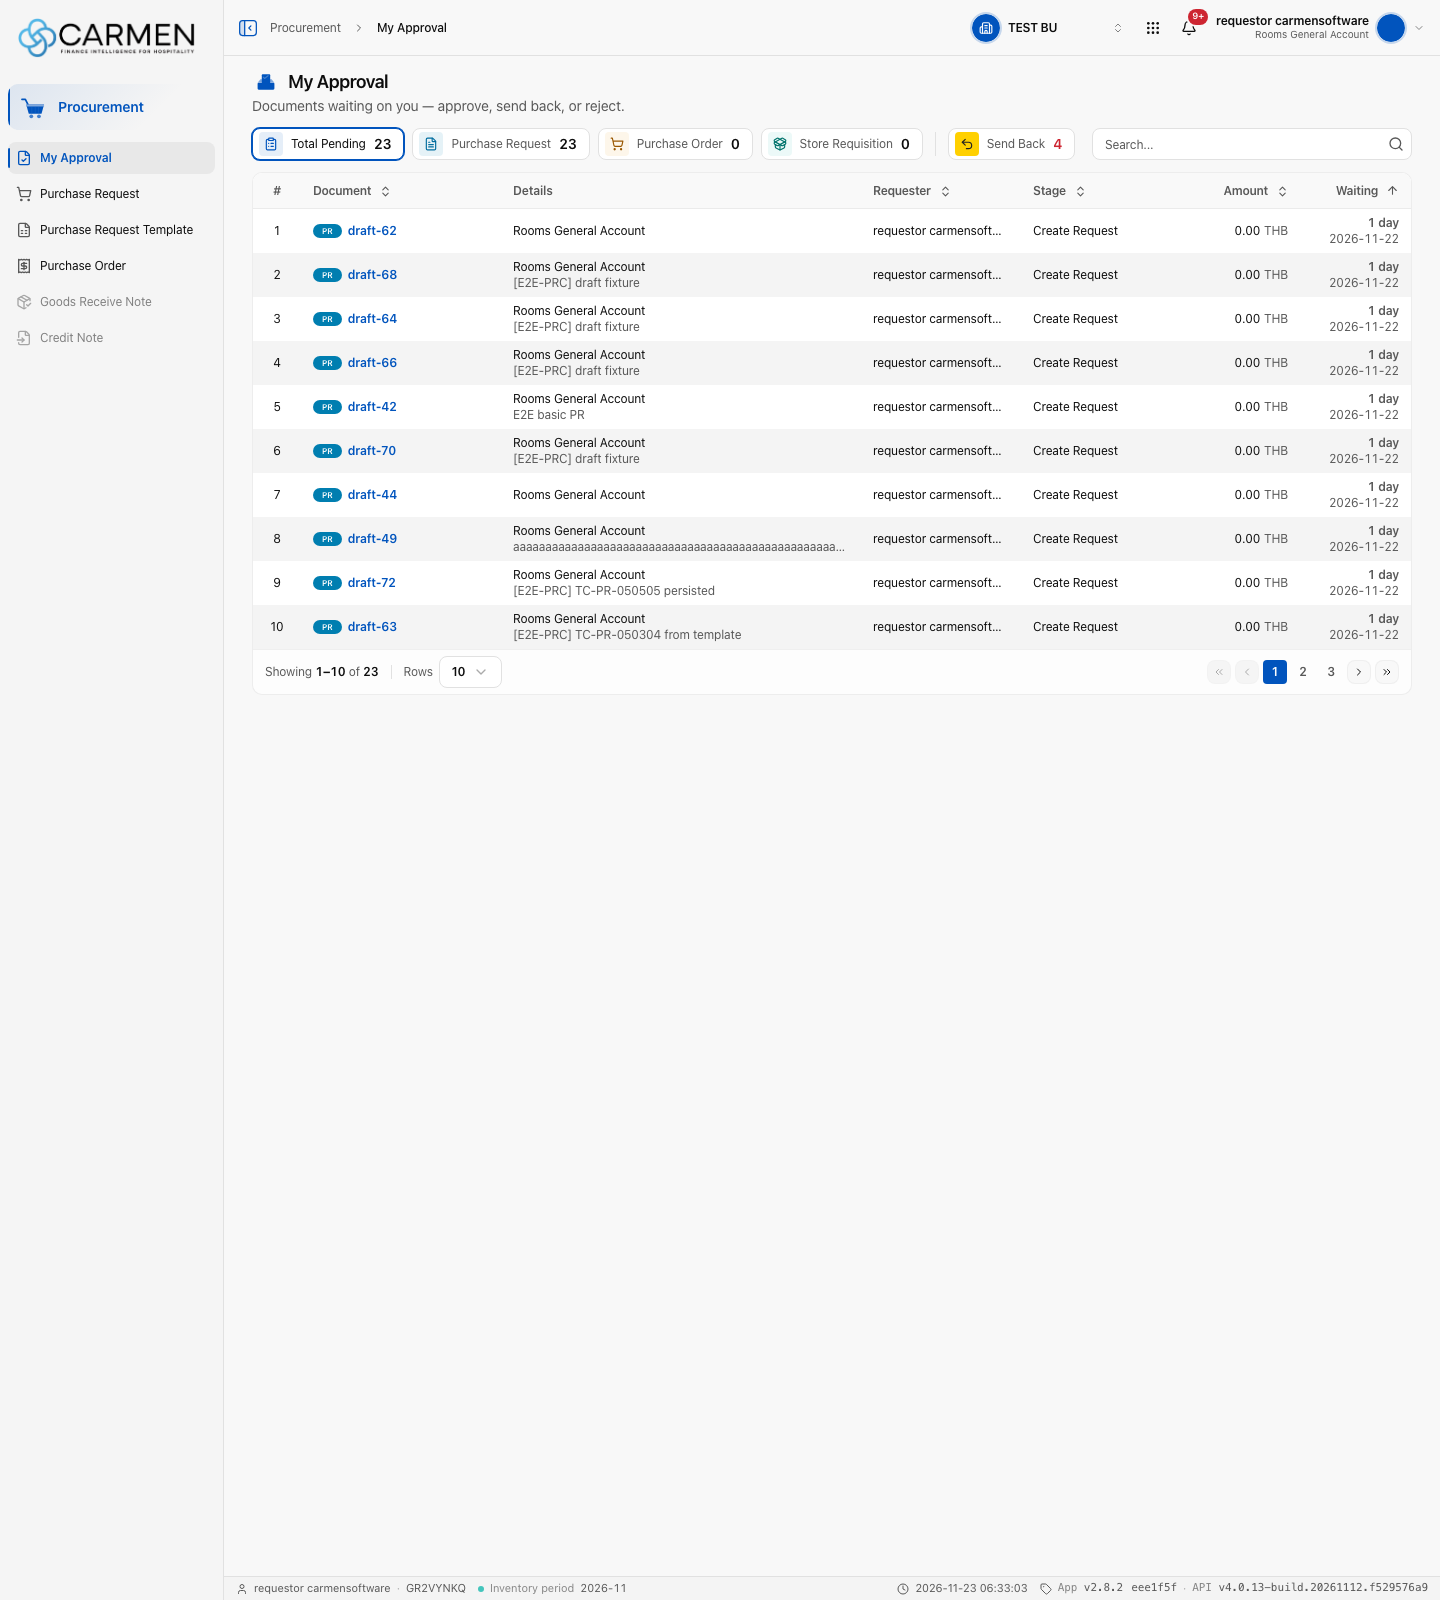 CARMEN
FINANCE INTELLIGENCE FOR HOSPITALITY
Procurement
My Approval
Purchase Request
Purchase Request Template
Purchase Order
Goods Receive Note
Credit Note
Procurement > My Approval
TEST BU
9+
requestor carmensoftware
Rooms General Account
My Approval
Documents waiting on you — approve, send back, or reject.
Total Pending 23 Purchase Request 23 Purchase Order 0 Store Requisition 0 Send Back 4 Search...
# Document Details Requester Stage Amount Waiting
1 PR draft-62 Rooms General Account requestor carmensoft... Create Request 0.00 THB 1 day
2026-11-22
2 PR draft-68 Rooms General Account requestor carmensoft... Create Request 0.00 THB 1 day
[E2E-PRC] draft fixture 2026-11-22
3 PR draft-64 Rooms General Account requestor carmensoft... Create Request 0.00 THB 1 day
[E2E-PRC] draft fixture 2026-11-22
4 PR draft-66 Rooms General Account requestor carmensoft... Create Request 0.00 THB 1 day
[E2E-PRC] draft fixture 2026-11-22
5 PR draft-42 Rooms General Account requestor carmensoft... Create Request 0.00 THB 1 day
E2E basic PR 2026-11-22
6 PR draft-70 Rooms General Account requestor carmensoft... Create Request 0.00 THB 1 day
[E2E-PRC] draft fixture 2026-11-22
7 PR draft-44 Rooms General Account requestor carmensoft... Create Request 0.00 THB 1 day
2026-11-22
8 PR draft-49 Rooms General Account requestor carmensoft... Create Request 0.00 THB 1 day
aaaaaaaaaaaaaaaaaaaaaaaaaaaaaaaaaaaaaaaaaaaaaaaaaa... 2026-11-22
9 PR draft-72 Rooms General Account requestor carmensoft... Create Request 0.00 THB 1 day
[E2E-PRC] TC-PR-050505 persisted 2026-11-22
10 PR draft-63 Rooms General Account requestor carmensoft... Create Request 0.00 THB 1 day
[E2E-PRC] TC-PR-050304 from template 2026-11-22
Showing 1–10 of 23 Rows 10 « ‹ 1 2 3 › »
requestor carmensoftware · GR2VYNKQ Inventory period 2026-11 2026-11-23 06:33:03 App v2.8.2 eee1f5f · API v4.0.13-build.20261112.f529576a9